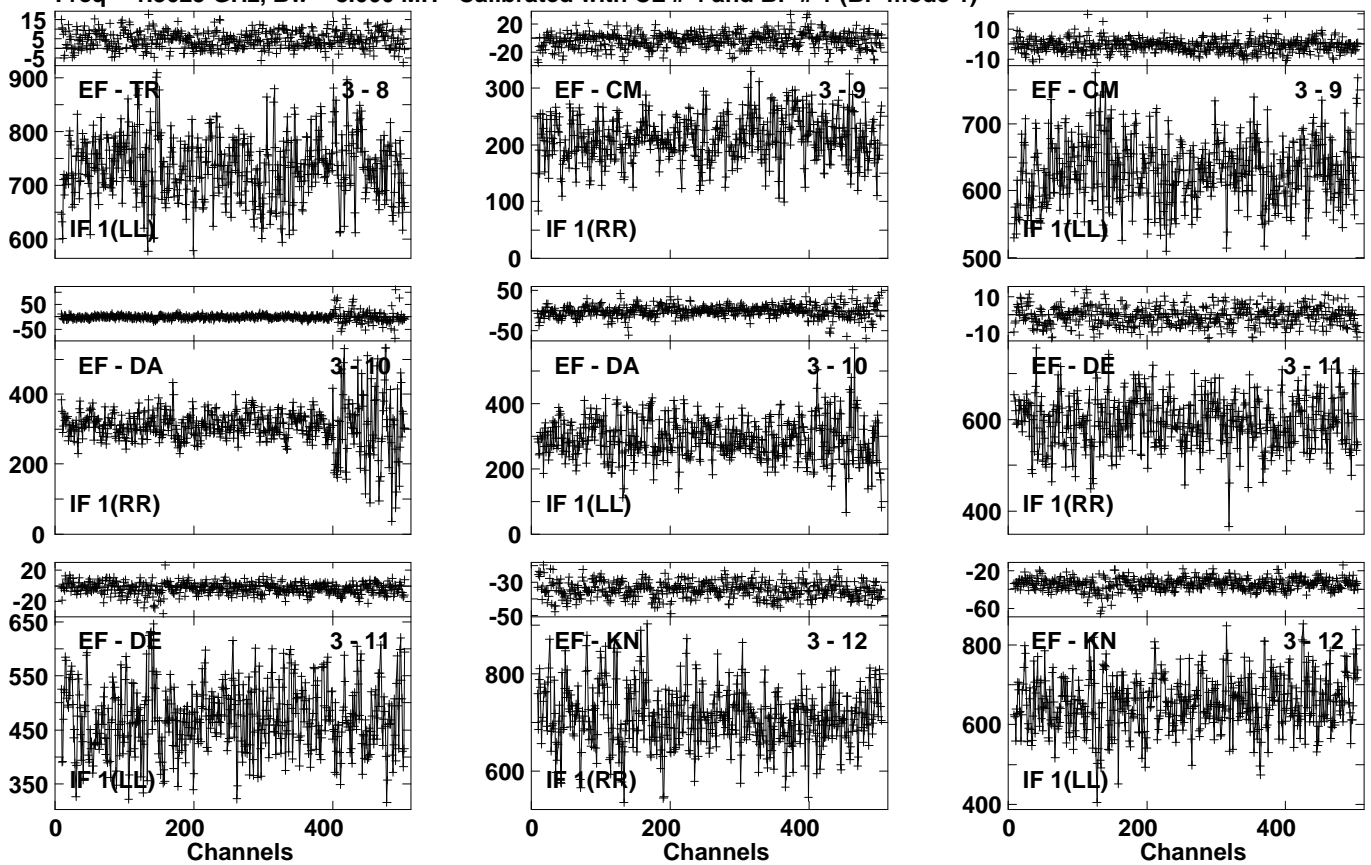 15
5
-5
20
-20
10
-10
900
800
700
600
EF - TR 3 - 8
IF 1(LL)
300
200
100
0
EF - CM 3 - 9
IF 1(RR)
700
600
500
EF - CM 3 - 9
IF 1(LL)
50
-50
50
-50
10
-10
400
200
0
EF - DA 3 - 10
IF 1(RR)
600
400
200
0
EF - DA 3 - 10
IF 1(LL)
600
400
EF - DE 3 - 11
IF 1(RR)
20
-20
-30
-50
-20
-60
650
550
450
350
EF - DE 3 - 11
IF 1(LL)
800
600
EF - KN 3 - 12
IF 1(RR)
800
600
400
EF - KN 3 - 12
IF 1(LL)
0 200 400
Channels
0 200 400
Channels
0 200 400
Channels